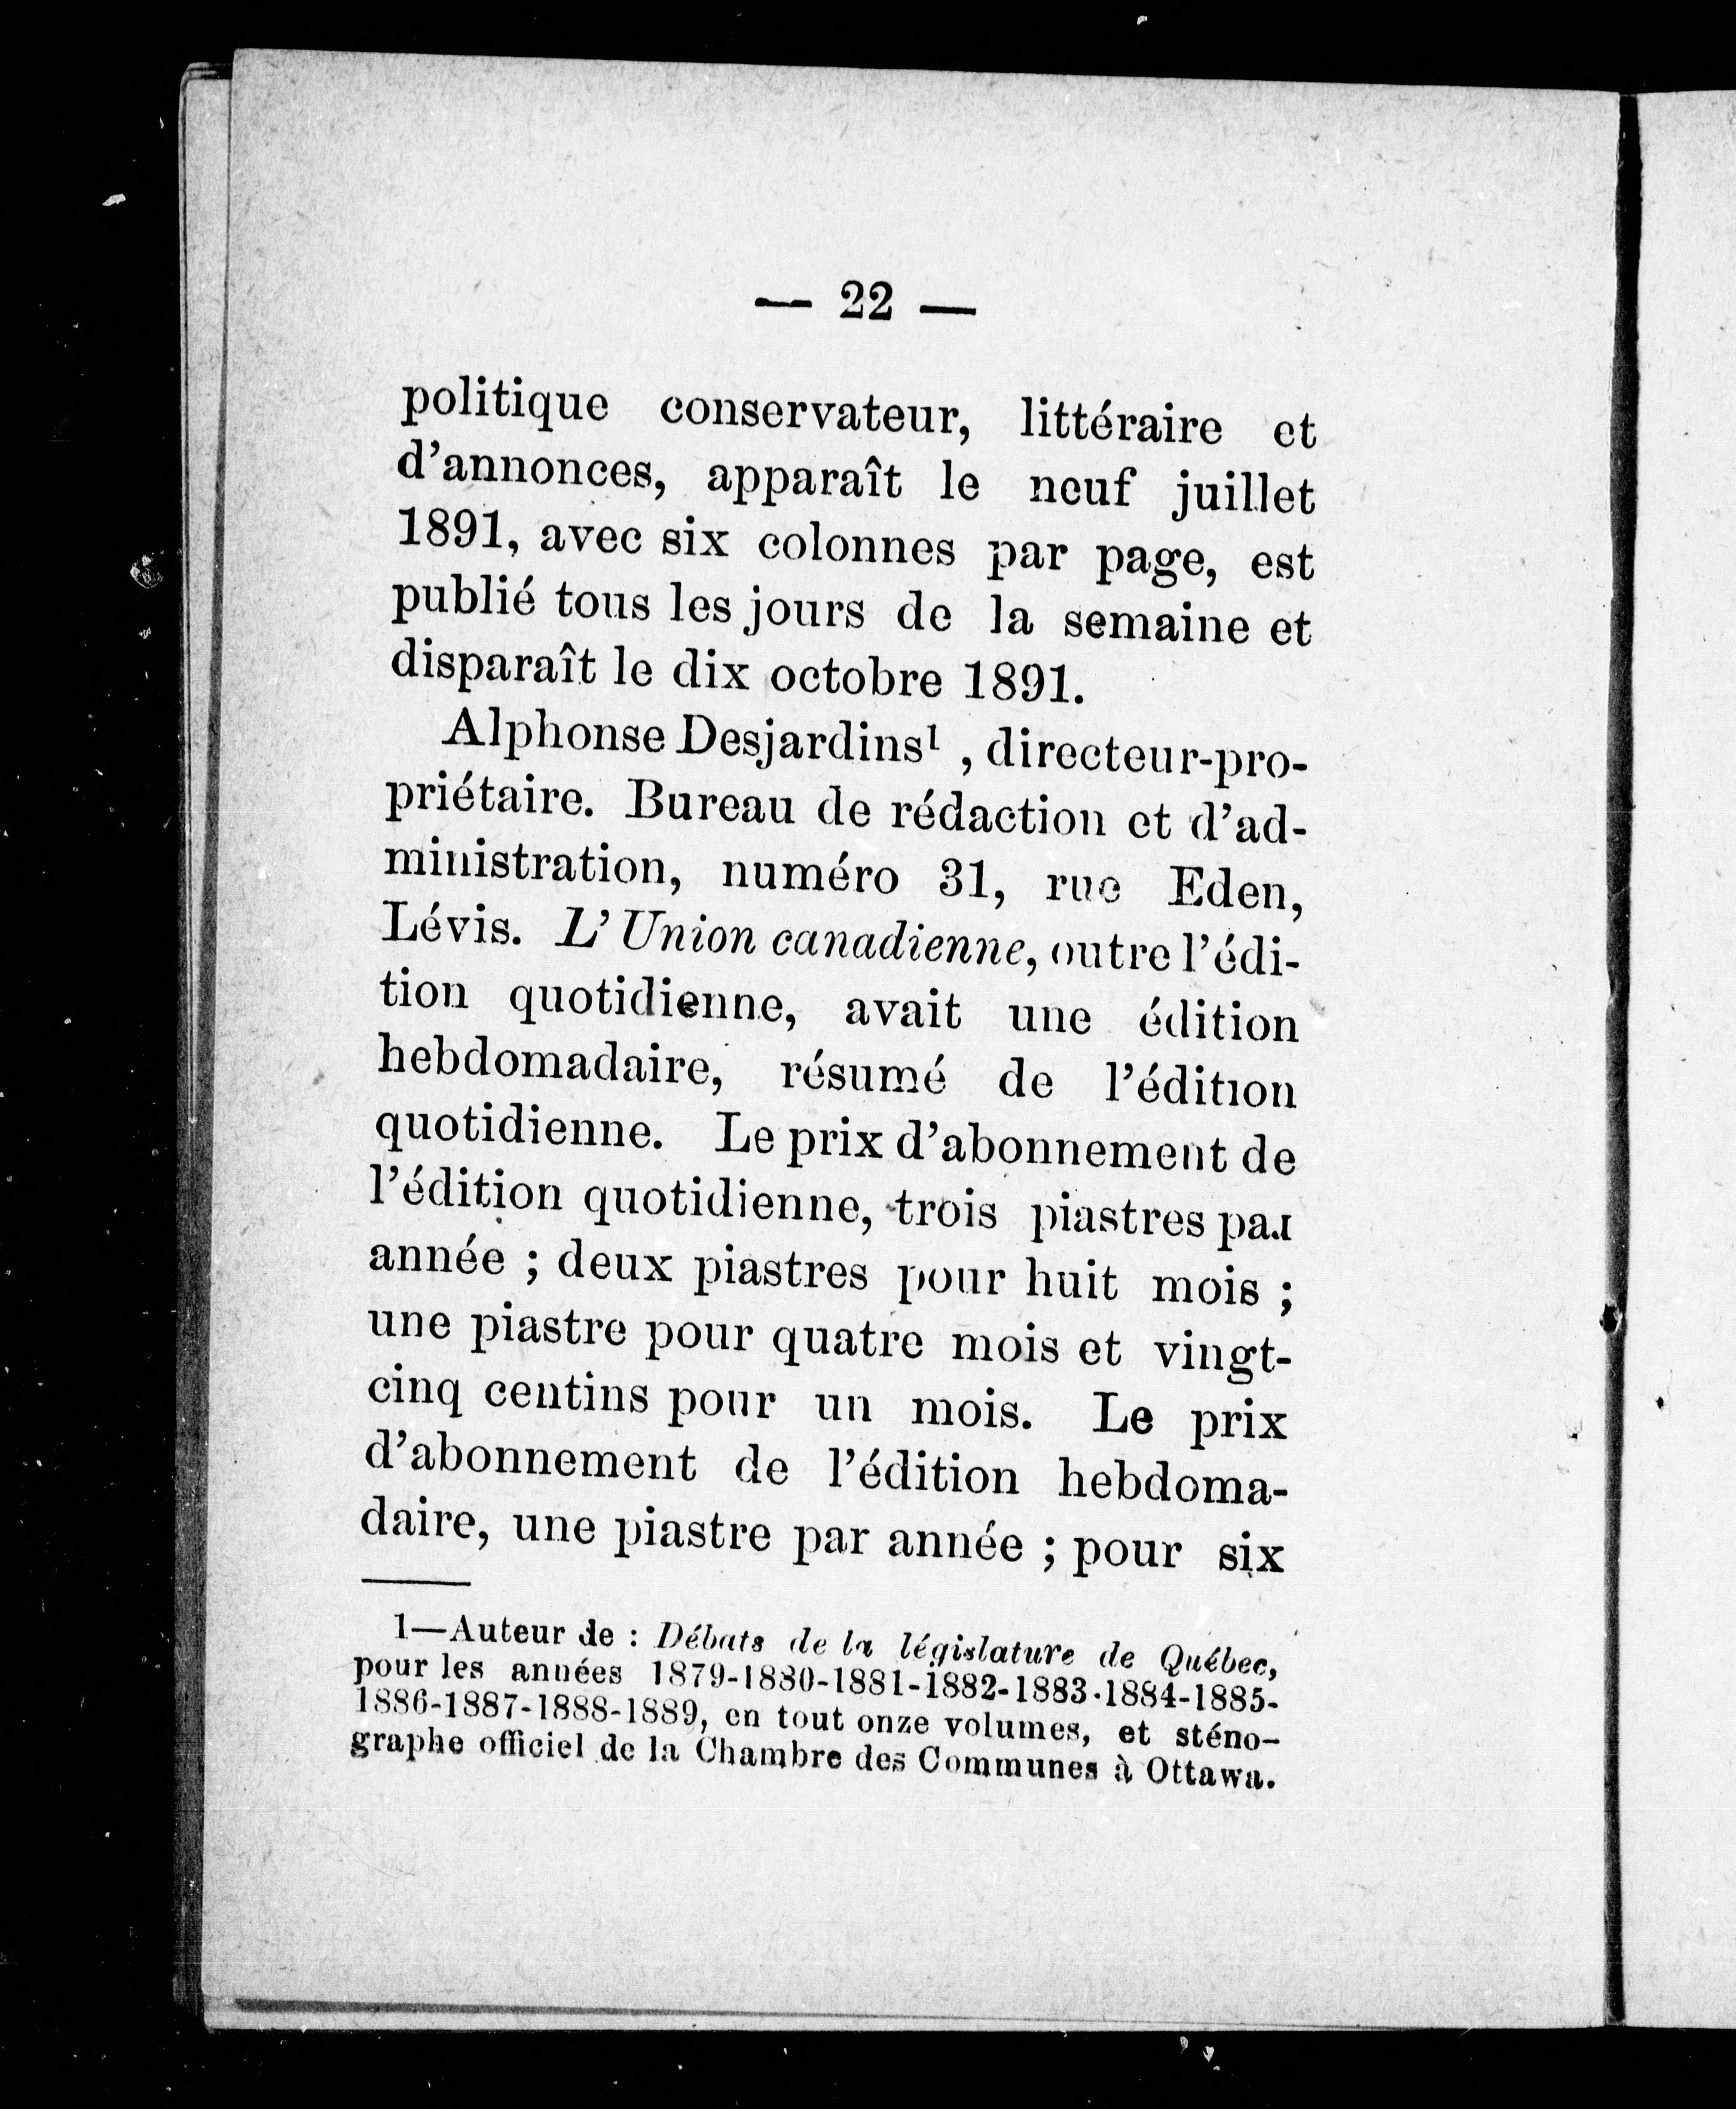 — 22 —
politique conservateur, littéraire et
d'annonces, apparaît le neuf juillet
1891, avec six colonnes par page, est
publié tous les jours de la semaine et
disparaît le dix octobre 1891.
Alphonse Desjardins¹ , directeur-pro-
priétaire. Bureau de rédaction et d'ad-
ministration, numéro 31, rue Eden,
Lévis. L'Union canadienne, outre l'édi-
tion quotidienne, avait une édition
hebdomadaire, résumé de l'édition
quotidienne. Le prix d'abonnement de
l'édition quotidienne, trois piastres par
année ; deux piastres pour huit mois ;
une piastre pour quatre mois et vingt-
cinq centins pour un mois. Le prix
d'abonnement de l'édition hebdoma-
daire, une piastre par année ; pour six
1—Auteur de : Débats de la législature de Québec,
pour les années 1879-1880-1881-1882-1883-1884-1885-
1886-1887-1888-1889, en tout onze volumes, et sténo-
graphe officiel de la Chambre des Communes à Ottawa.